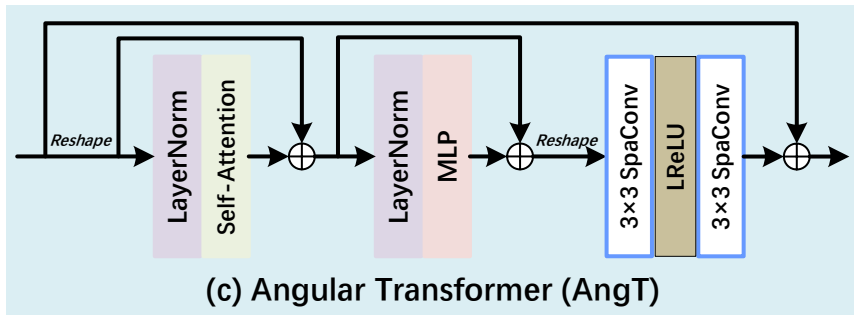 Reshape
LayerNorm
Self-Attention
LayerNorm
MLP
Reshape
3×3 SpaConv
LReLU
3×3 SpaConv
(c) Angular Transformer (AngT)